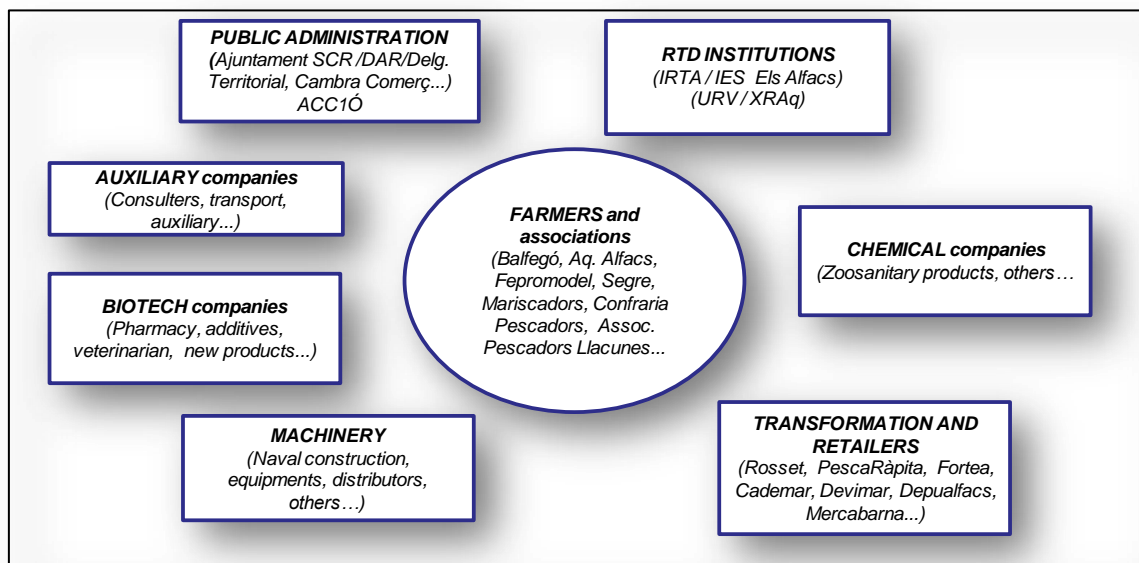 PUBLIC ADMINISTRATION
(Ajuntament SCR /DAR/Delg.
Territorial, Cambra Comerç...)
ACC1Ó
RTD INSTITUTIONS
(IRTA / IES Els Alfacs)
(URV / XRAq)
AUXILIARY companies
(Consulters, transport,
auxiliary...)
FARMERS and
associations
(Balfegó, Aq. Alfacs,
Fepromodel, Segre,
Mariscadors, Confraria
Pescadors, Assoc.
Pescadors Llacunes...
CHEMICAL companies
(Zoosanitary products, others…
BIOTECH companies
(Pharmacy, additives,
veterinarian, new products...)
MACHINERY
(Naval construction,
equipments, distributors,
others…)
TRANSFORMATION AND
RETAILERS
(Rosset, PescaRàpita, Fortea,
Cademar, Devimar, Depualfacs,
Mercabarna...)